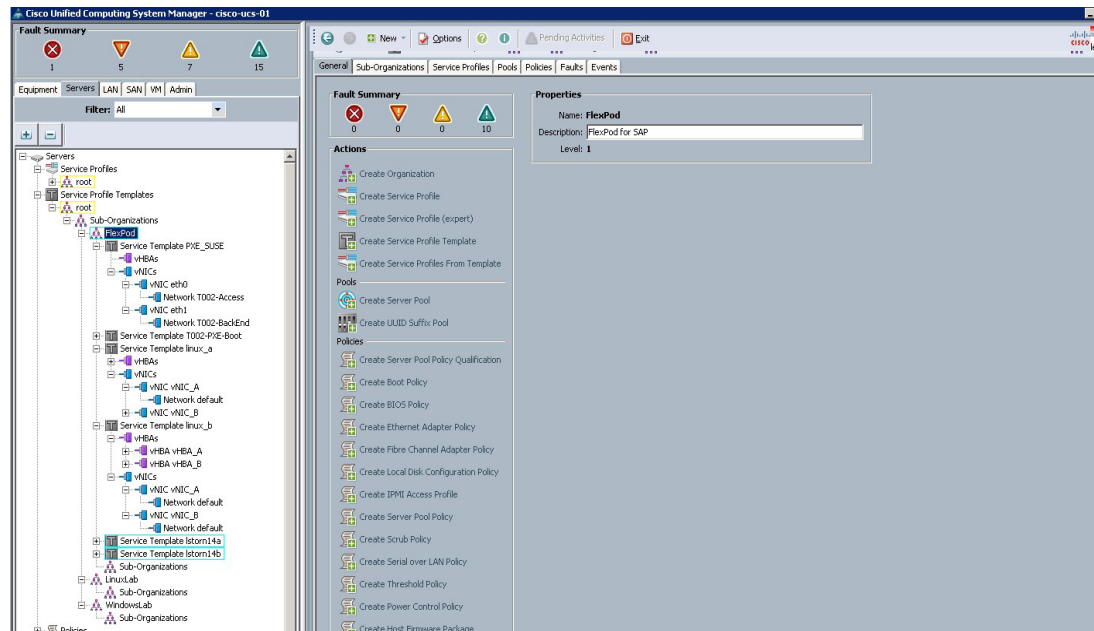 Cisco Unified Computing System Manager - cisco-ucs-01
Fault Summary
1 5 7 15
Equipment Servers LAN SAN VM Admin
Filter: All
Servers
Service Profiles
root
Service Profile Templates
root
Sub-Organizations
FlexPod
Service Template PXE_SUSE
vHBAs
vNICs
vNIC eth0
Network T002-Access
vNIC eth1
Network T002-BackEnd
Service Template T002-PXE-Boot
Service Template linux_a
vHBAs
vNICs
vNIC vNIC_A
Network default
vNIC vNIC_B
Service Template linux_b
vHBAs
vHBA vHBA_A
vHBA vHBA_B
vNICs
vNIC vNIC_A
Network default
vNIC vNIC_B
Network default
Service Template lstorn14a
Service Template lstorn14b
Sub-Organizations
LinuxLab
Sub-Organizations
WindowsLab
Sub-Organizations
Policies
New Options Pending Activities Exit
CISCO
General Sub-Organizations Service Profiles Pools Policies Faults Events
Fault Summary
0 0 0 10
Actions
Create Organization
Create Service Profile
Create Service Profile (expert)
Create Service Profile Template
Create Service Profiles From Template
Pools
Create Server Pool
Create UUID Suffix Pool
Policies
Create Server Pool Policy Qualification
Create Boot Policy
Create BIOS Policy
Create Ethernet Adapter Policy
Create Fibre Channel Adapter Policy
Create Local Disk Configuration Policy
Create IPMI Access Profile
Create Server Pool Policy
Create Scrub Policy
Create Serial over LAN Policy
Create Threshold Policy
Create Power Control Policy
Create Host Firmware Package
Properties
Name: FlexPod
Description: FlexPod for SAP
Level: 1